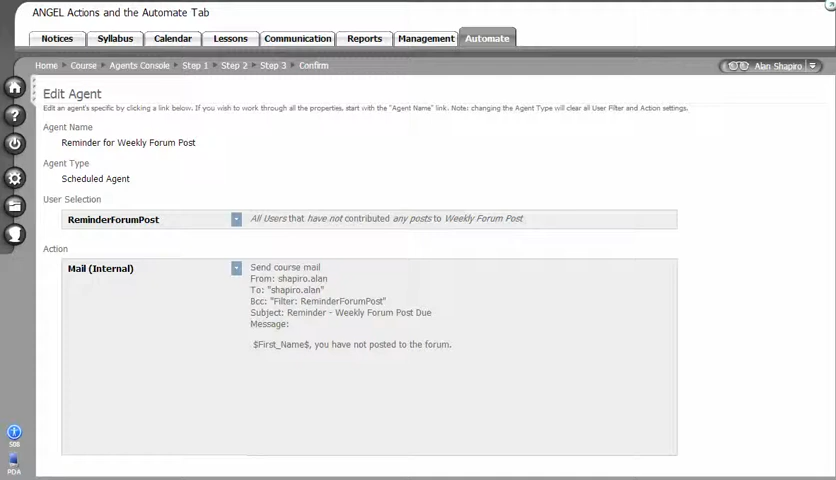 ANGEL Actions and the Automate Tab
Notices Syllabus Calendar Lessons Communication Reports Management Automate
Home Course Agents Console Step 1 Step 2 Step 3 Confirm Alan Shapiro
Edit Agent
Edit an agent's specific by clicking a link below. If you wish to work through all the properties, start with the "Agent Name" link. Note: changing the Agent Type will clear all User Filter and Action settings.
Agent Name
Reminder for Weekly Forum Post
Agent Type
Scheduled Agent
User Selection
ReminderForumPost All Users that have not contributed any posts to Weekly Forum Post
Action
Mail (Internal) Send course mail
From: shapiro.alan
To: "shapiro.alan"
Bcc: "Filter: ReminderForumPost"
Subject: Reminder - Weekly Forum Post Due
Message:
$First_Name$, you have not posted to the forum.
508
PDA